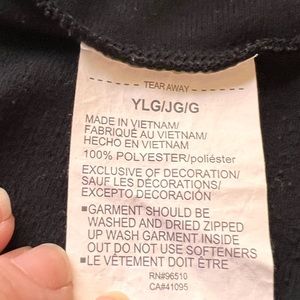 TEAR AWAY
YLG/JG/G
MADE IN VIETNAM/
FABRIQUÉ AU VIETNAM/
HECHO EN VIETNAM
100% POLYESTER/poliéster
EXCLUSIVE OF DECORATION/
SAUF LES DÉCORATIONS/
EXCEPTO DECORACIÓN
■GARMENT SHOULD BE
WASHED AND DRIED ZIPPED
UP WASH GARMENT INSIDE
OUT DO NOT USE SOFTENERS
■LE VÊTEMENT DOIT ÊTRE
RN#96510
CA#41095